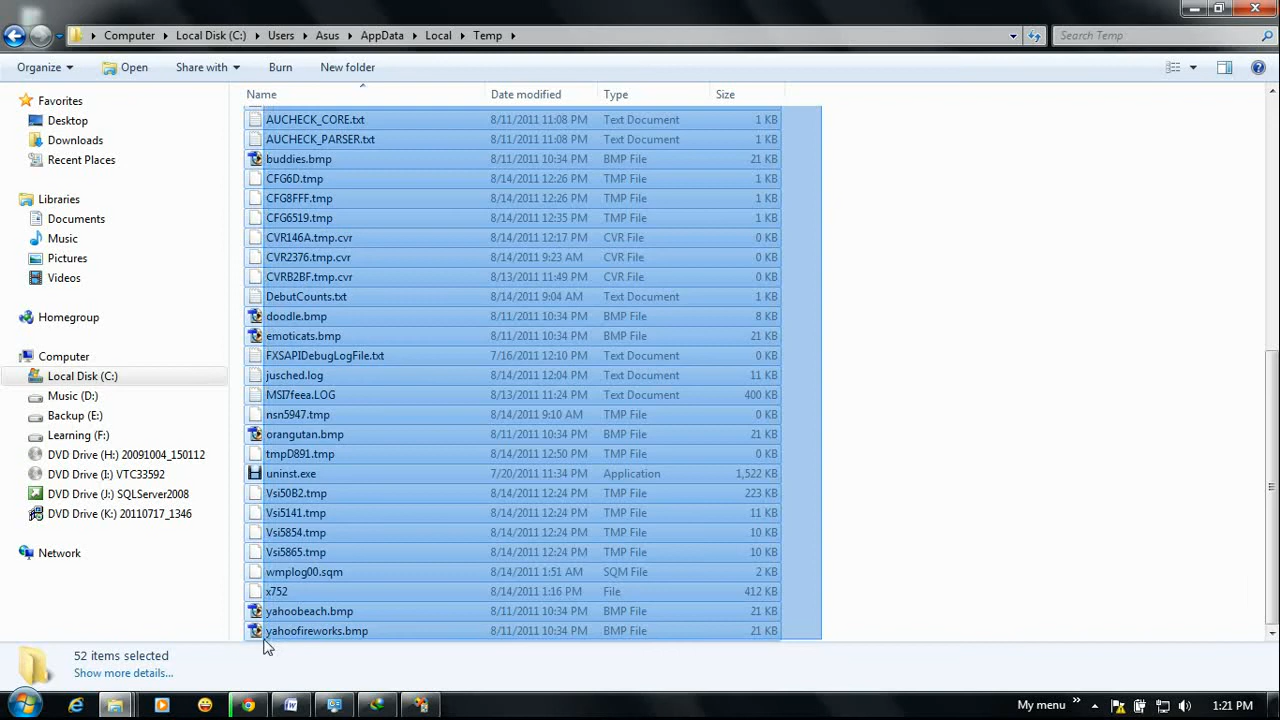 Computer Local Disk (C:) Users Asus AppData Local Temp Search Temp
Organize Open Share with Burn New folder
Name Date modified Type Size
Favorites
Desktop
Downloads
Recent Places
Libraries
Documents
Music
Pictures
Videos
Homegroup
Computer
Local Disk (C:)
Music (D:)
Backup (E:)
Learning (F:)
DVD Drive (H:) 20091004_150112
DVD Drive (I:) VTC33592
DVD Drive (J:) SQLServer2008
DVD Drive (K:) 20110717_1346
Network
AUCHECK_CORE.txt 8/11/2011 11:08 PM Text Document 1 KB
AUCHECK_PARSER.txt 8/11/2011 11:08 PM Text Document 1 KB
buddies.bmp 8/11/2011 10:34 PM BMP File 21 KB
CFG6D.tmp 8/14/2011 12:26 PM TMP File 1 KB
CFG8FFF.tmp 8/14/2011 12:26 PM TMP File 1 KB
CFG6519.tmp 8/14/2011 12:35 PM TMP File 1 KB
CVR146A.tmp.cvr 8/14/2011 12:17 PM CVR File 0 KB
CVR2376.tmp.cvr 8/14/2011 9:23 AM CVR File 0 KB
CVRB2BF.tmp.cvr 8/13/2011 11:49 PM CVR File 0 KB
DebutCounts.txt 8/14/2011 9:04 AM Text Document 1 KB
doodle.bmp 8/11/2011 10:34 PM BMP File 8 KB
emoticats.bmp 8/11/2011 10:34 PM BMP File 21 KB
FXSAPIDebugLogFile.txt 7/16/2011 12:10 PM Text Document 0 KB
jusched.log 8/14/2011 12:04 PM Text Document 11 KB
MSI7feea.LOG 8/13/2011 11:24 PM Text Document 400 KB
nsn5947.tmp 8/14/2011 9:10 AM TMP File 0 KB
orangutan.bmp 8/11/2011 10:34 PM BMP File 21 KB
tmpD891.tmp 8/14/2011 12:50 PM TMP File 0 KB
uninst.exe 7/20/2011 11:34 PM Application 1,522 KB
Vsi50B2.tmp 8/14/2011 12:24 PM TMP File 223 KB
Vsi5141.tmp 8/14/2011 12:24 PM TMP File 11 KB
Vsi5854.tmp 8/14/2011 12:24 PM TMP File 10 KB
Vsi5865.tmp 8/14/2011 12:24 PM TMP File 10 KB
wmplog00.sqm 8/14/2011 1:51 AM SQM File 2 KB
x752 8/14/2011 1:16 PM File 412 KB
yahoobeach.bmp 8/11/2011 10:34 PM BMP File 21 KB
yahoofireworks.bmp 8/11/2011 10:34 PM BMP File 21 KB
52 items selected
Show more details...
My menu 1:21 PM